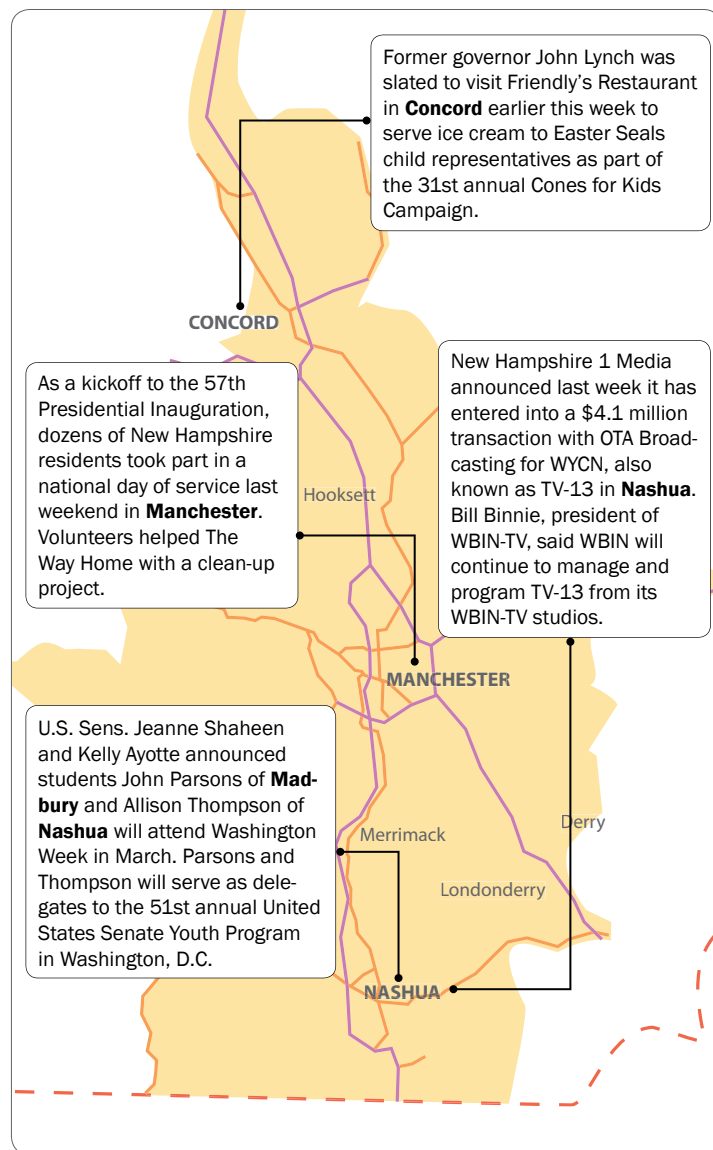 Former governor John Lynch was
slated to visit Friendly’s Restaurant
in Concord earlier this week to
serve ice cream to Easter Seals
child representatives as part of
the 31st annual Cones for Kids
Campaign.
CONCORD
New Hampshire 1 Media
announced last week it has
entered into a $4.1 million
transaction with OTA Broad-
casting for WYCN, also
known as TV-13 in Nashua.
Bill Binnie, president of
WBIN-TV, said WBIN will
continue to manage and
program TV-13 from its
WBIN-TV studios.
As a kickoff to the 57th
Presidential Inauguration,
dozens of New Hampshire
residents took part in a
national day of service last
weekend in Manchester.
Volunteers helped The
Way Home with a clean-up
project.
Hooksett
MANCHESTER
U.S. Sens. Jeanne Shaheen
and Kelly Ayotte announced
students John Parsons of Mad-
bury and Allison Thompson of
Nashua will attend Washington
Week in March. Parsons and
Thompson will serve as dele-
gates to the 51st annual United
States Senate Youth Program
in Washington, D.C.
Derry
Merrimack
Londonderry
NASHUA